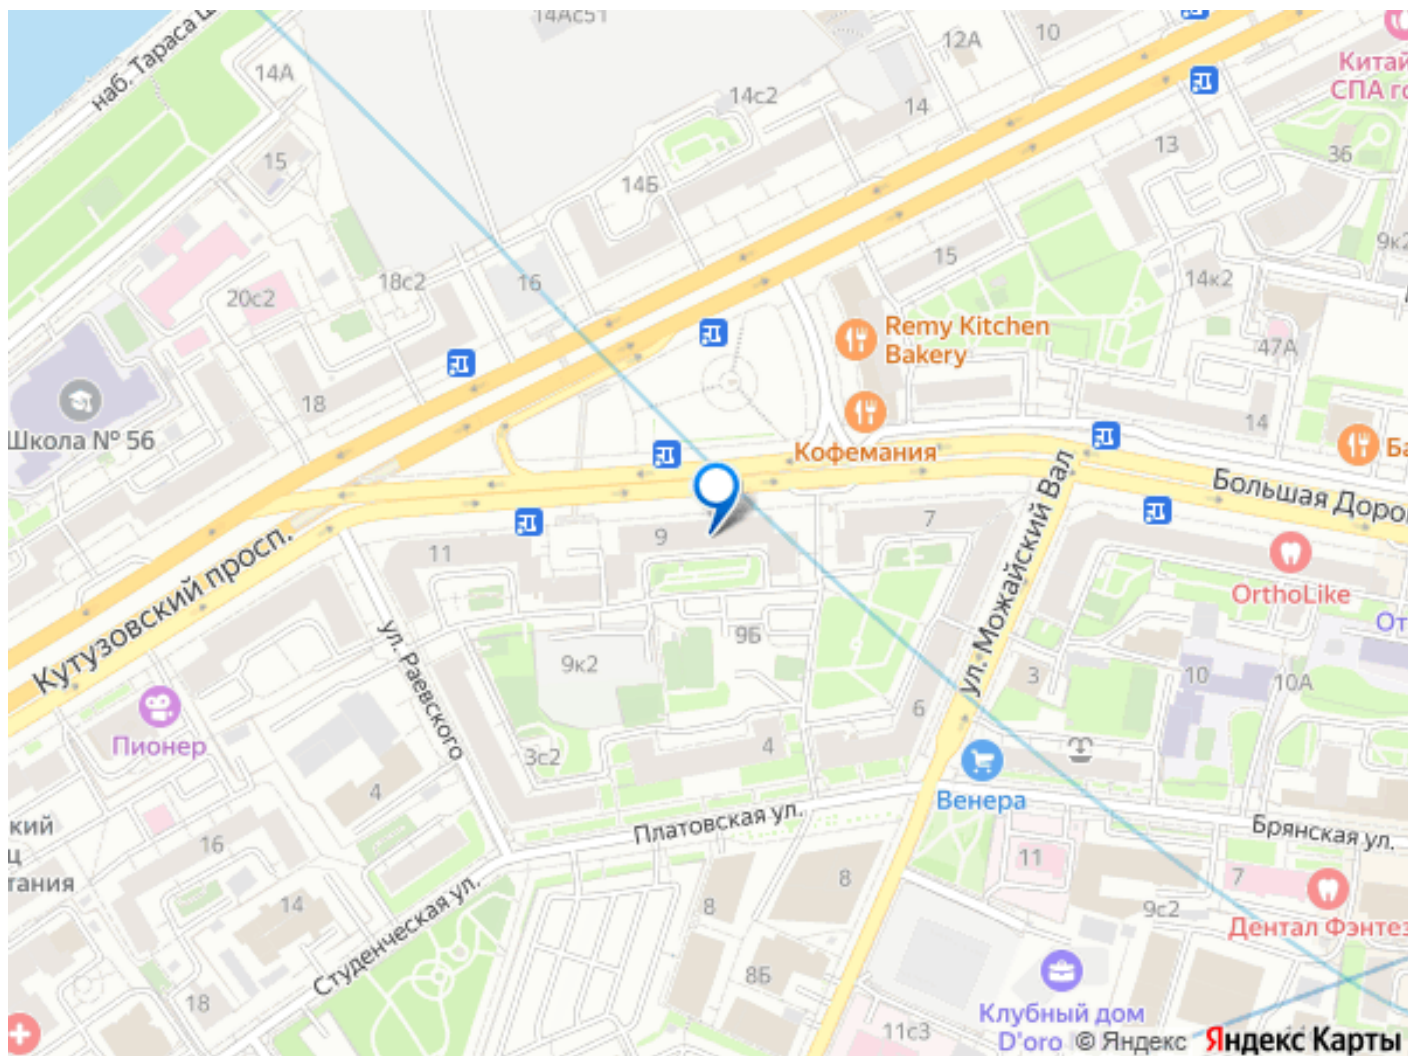 14Ас51
10
12А
наб. Тараса
14А
Китай
СПА
14с2
14
13
36
15
14Б
15
9к2
18с2
16
14к2
20с2
Remy Kitchen
Bakery
47А
18
14
Школа № 56
Кофемания
Большая
Кутузовский просп.
11
9
7
ул. Можайский Вал
OrthoLike
ул. Раевского
9Б
9к2
3
10
10А
6
Пионер
3с2
4
4
Венера
Платовская ул.
Брянская ул.
16
11
7
8
14
8
9с2
Дентал
Студенческая ул.
8Б
18
Клубный дом
D'oro
11с3
© Яндекс Яндекс Карты